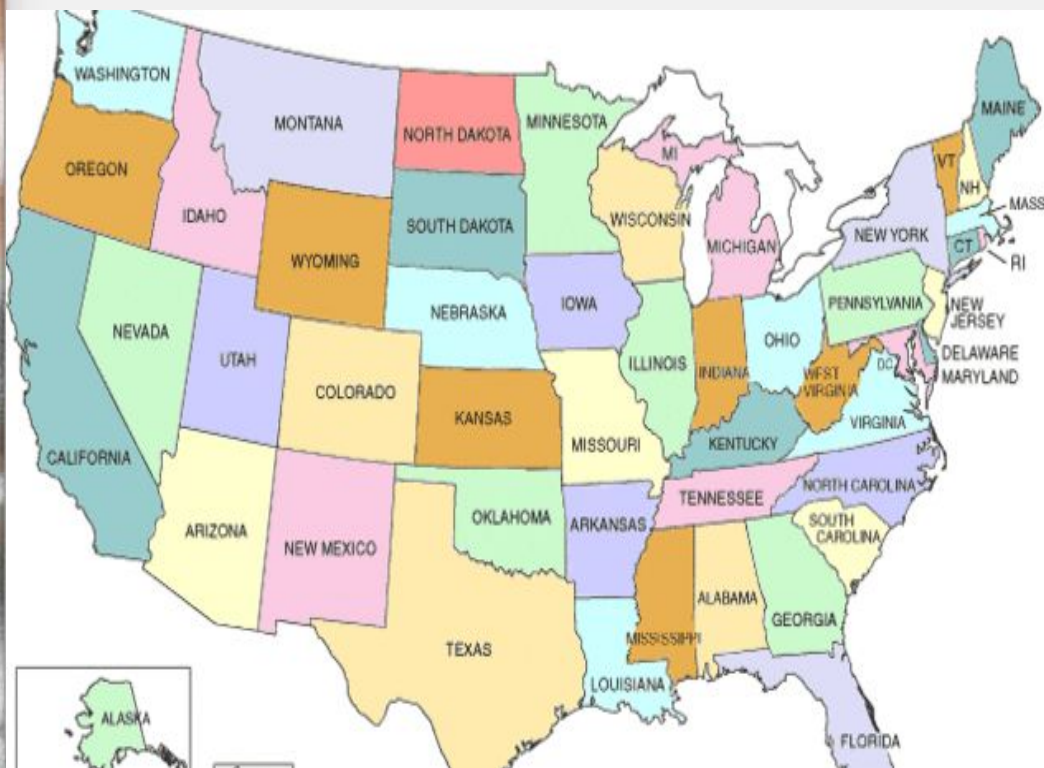 WASHINGTON
MONTANA
NORTH DAKOTA
MINNESOTA
MAINE
OREGON
IDAHO
MI
VT
NH
MASS
WISCONSIN
SOUTH DAKOTA
MICHIGAN
NEW YORK
CT
RI
WYOMING
NEBRASKA
IOWA
PENNSYLVANIA
NEW
JERSEY
NEVADA
UTAH
COLORADO
ILLINOIS
INDIANA
OHIO
WEST
VIRGINIA
DC
DELAWARE
MARYLAND
KANSAS
MISSOURI
KENTUCKY
VIRGINIA
CALIFORNIA
ARIZONA
NEW MEXICO
OKLAHOMA
ARKANSAS
TENNESSEE
NORTH CAROLINA
SOUTH
CAROLINA
TEXAS
LOUISIANA
MISSISSIPPI
ALABAMA
GEORGIA
ALASKA
FLORIDA